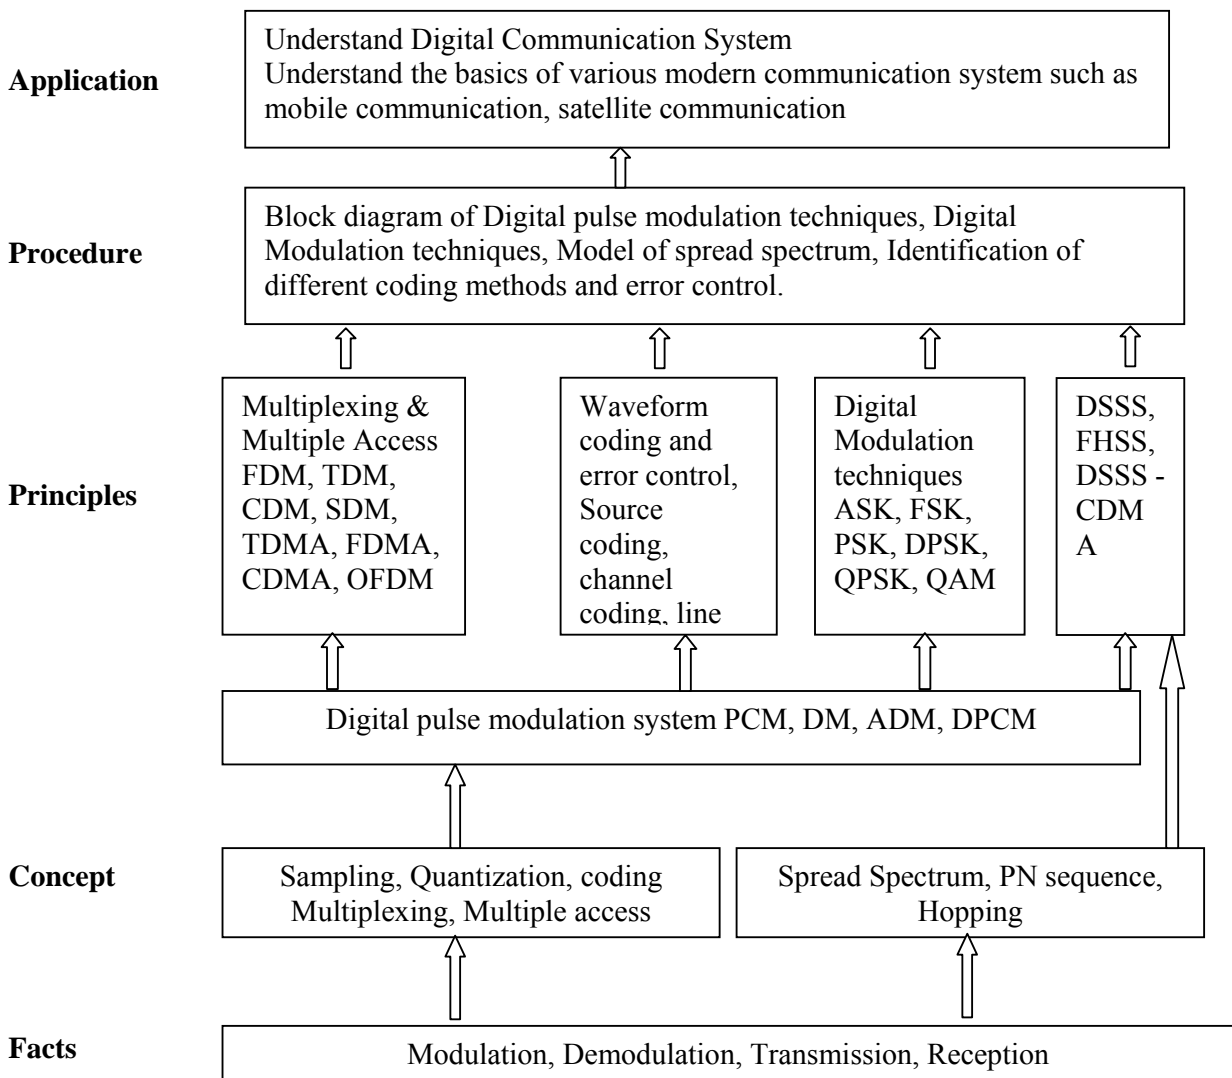 Application
Understand Digital Communication System
Understand the basics of various modern communication system such as
mobile communication, satellite communication
Procedure
Block diagram of Digital pulse modulation techniques, Digital
Modulation techniques, Model of spread spectrum, Identification of
different coding methods and error control.
Principles
Multiplexing &
Multiple Access
FDM, TDM,
CDM, SDM,
TDMA, FDMA,
CDMA, OFDM
Waveform
coding and
error control,
Source
coding,
channel
coding, line
Digital
Modulation
techniques
ASK, FSK,
PSK, DPSK,
QPSK, QAM
DSSS,
FHSS,
DSSS -
CDM
A
Digital pulse modulation system PCM, DM, ADM, DPCM
Concept
Sampling, Quantization, coding
Multiplexing, Multiple access
Spread Spectrum, PN sequence,
Hopping
Facts
Modulation, Demodulation, Transmission, Reception